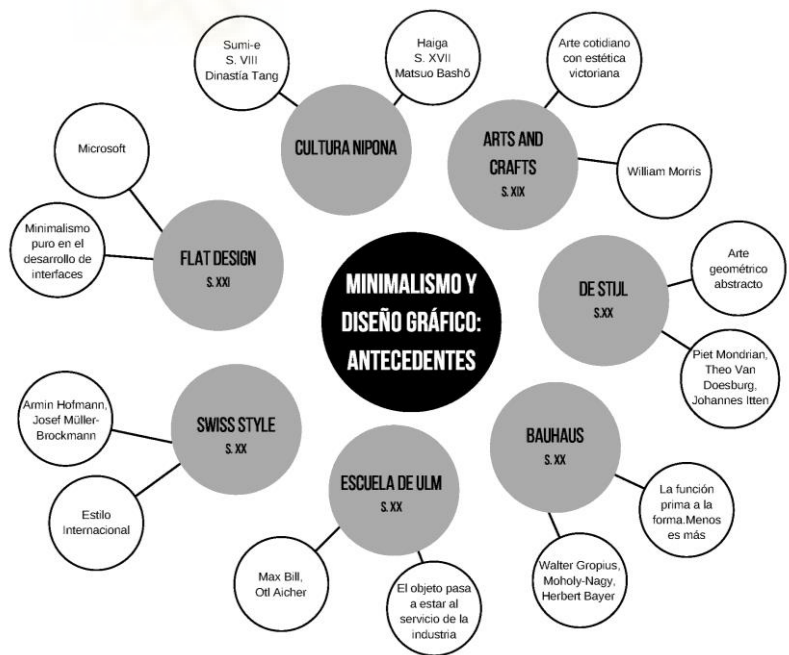 MINIMALISMO Y
DISEÑO GRÁFICO:
ANTECEDENTES
CULTURA NIPONA
Sumi-e
S. VIII
Dinastía Tang
Haiga
S. XVII
Matsuo Bashō
ARTS AND
CRAFTS
S. XIX
Arte cotidiano
con estética
victoriana
William Morris
DE STIJL
S.XX
Arte
geométrico
abstracto
Piet Mondrian,
Theo Van
Doesburg,
Johannes Itten
BAUHAUS
S. XX
La función
prima a la
forma.Menos
es más
Walter Gropius,
Moholy-Nagy,
Herbert Bayer
ESCUELA DE ULM
S. XX
El objeto pasa
a estar al
servicio de la
industria
Max Bill,
Otl Aicher
SWISS STYLE
S. XX
Armin Hofmann,
Josef Müller-
Brockmann
Estilo
Internacional
FLAT DESIGN
S. XXI
Microsoft
Minimalismo
puro en el
desarrollo de
interfaces